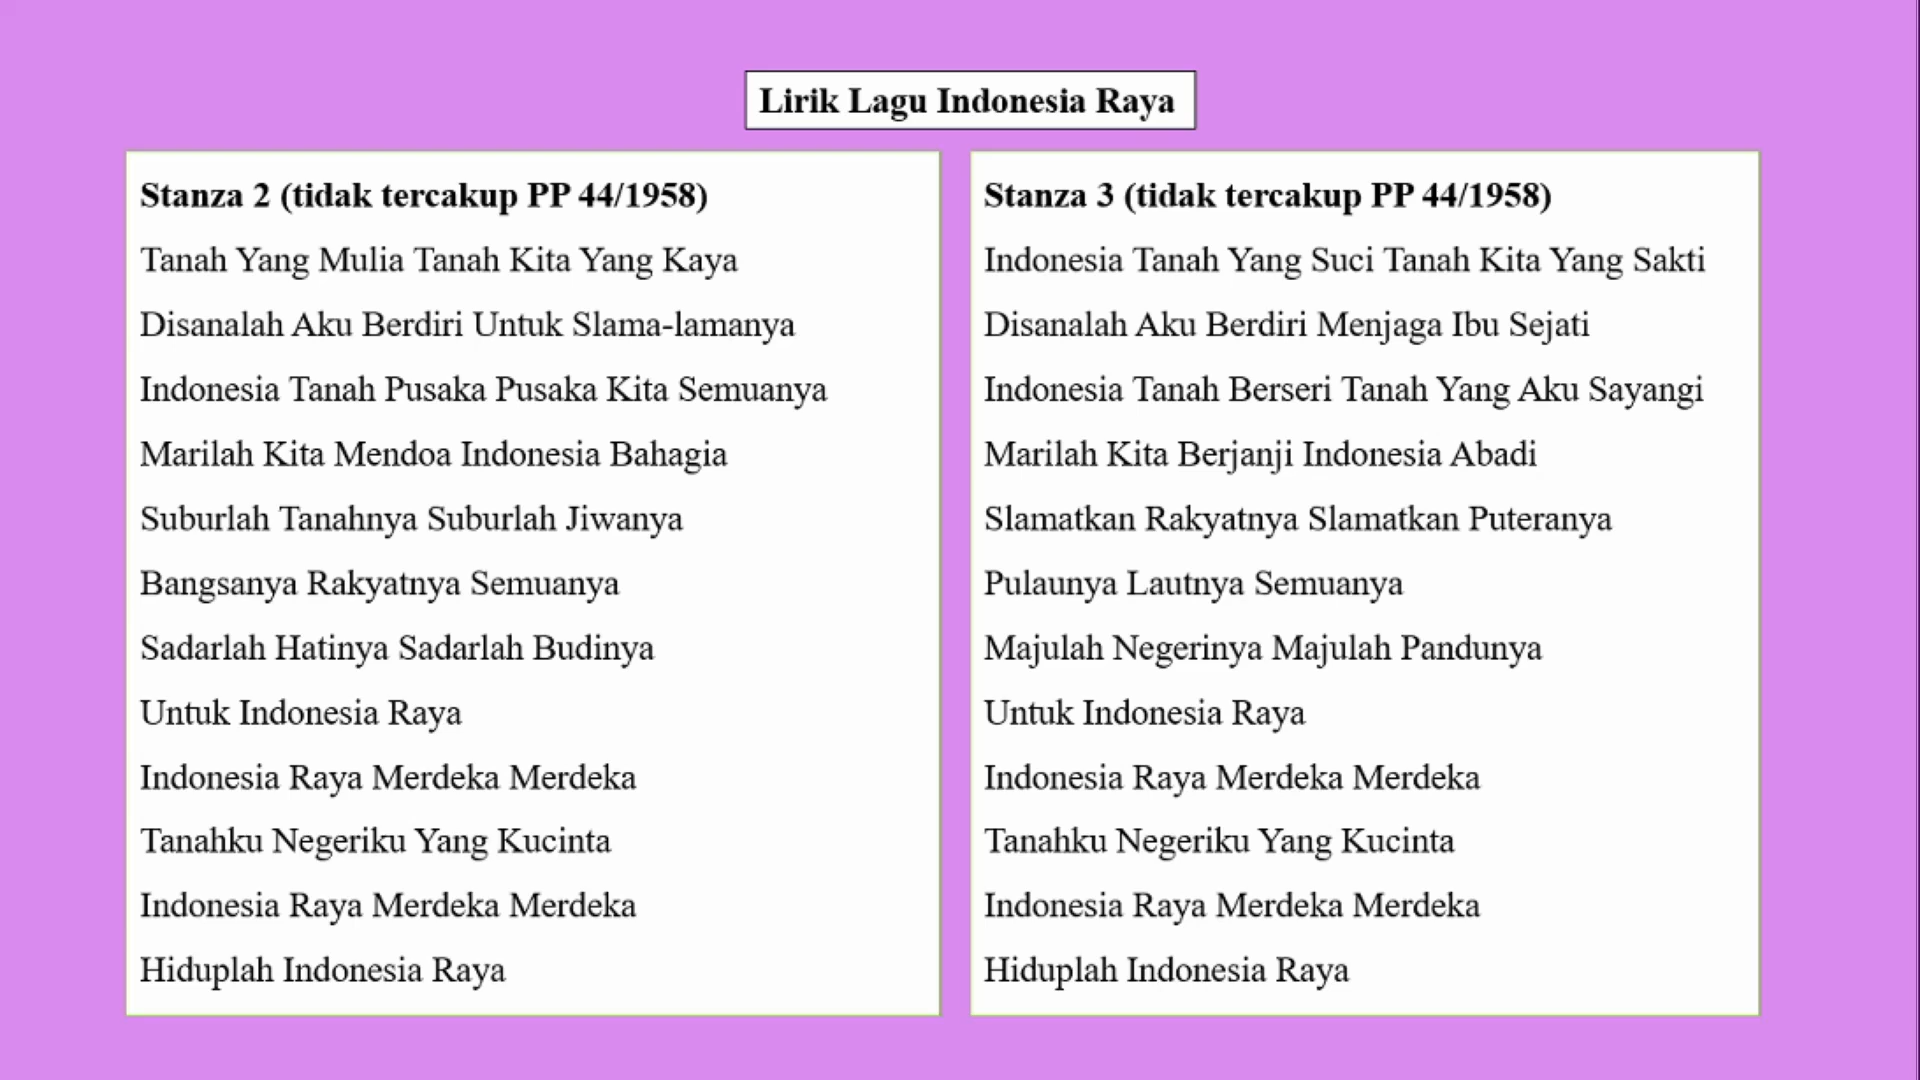 Lirik Lagu Indonesia Raya
Stanza 2 (tidak tercakup PP 44/1958)
Tanah Yang Mulia Tanah Kita Yang Kaya
Disanalah Aku Berdiri Untuk Slama-lamanya
Indonesia Tanah Pusaka Pusaka Kita Semuanya
Marilah Kita Mendoa Indonesia Bahagia
Suburlah Tanahnya Suburlah Jiwanya
Bangsanya Rakyatnya Semuanya
Sadarlah Hatinya Sadarlah Budinya
Untuk Indonesia Raya
Indonesia Raya Merdeka Merdeka
Tanahku Negeriku Yang Kucinta
Indonesia Raya Merdeka Merdeka
Hiduplah Indonesia Raya
Stanza 3 (tidak tercakup PP 44/1958)
Indonesia Tanah Yang Suci Tanah Kita Yang Sakti
Disanalah Aku Berdiri Menjaga Ibu Sejati
Indonesia Tanah Berseri Tanah Yang Aku Sayangi
Marilah Kita Berjanji Indonesia Abadi
Slamatkan Rakyatnya Slamatkan Puteranya
Pulaunya Lautnya Semuanya
Majulah Negerinya Majulah Pandunya
Untuk Indonesia Raya
Indonesia Raya Merdeka Merdeka
Tanahku Negeriku Yang Kucinta
Indonesia Raya Merdeka Merdeka
Hiduplah Indonesia Raya